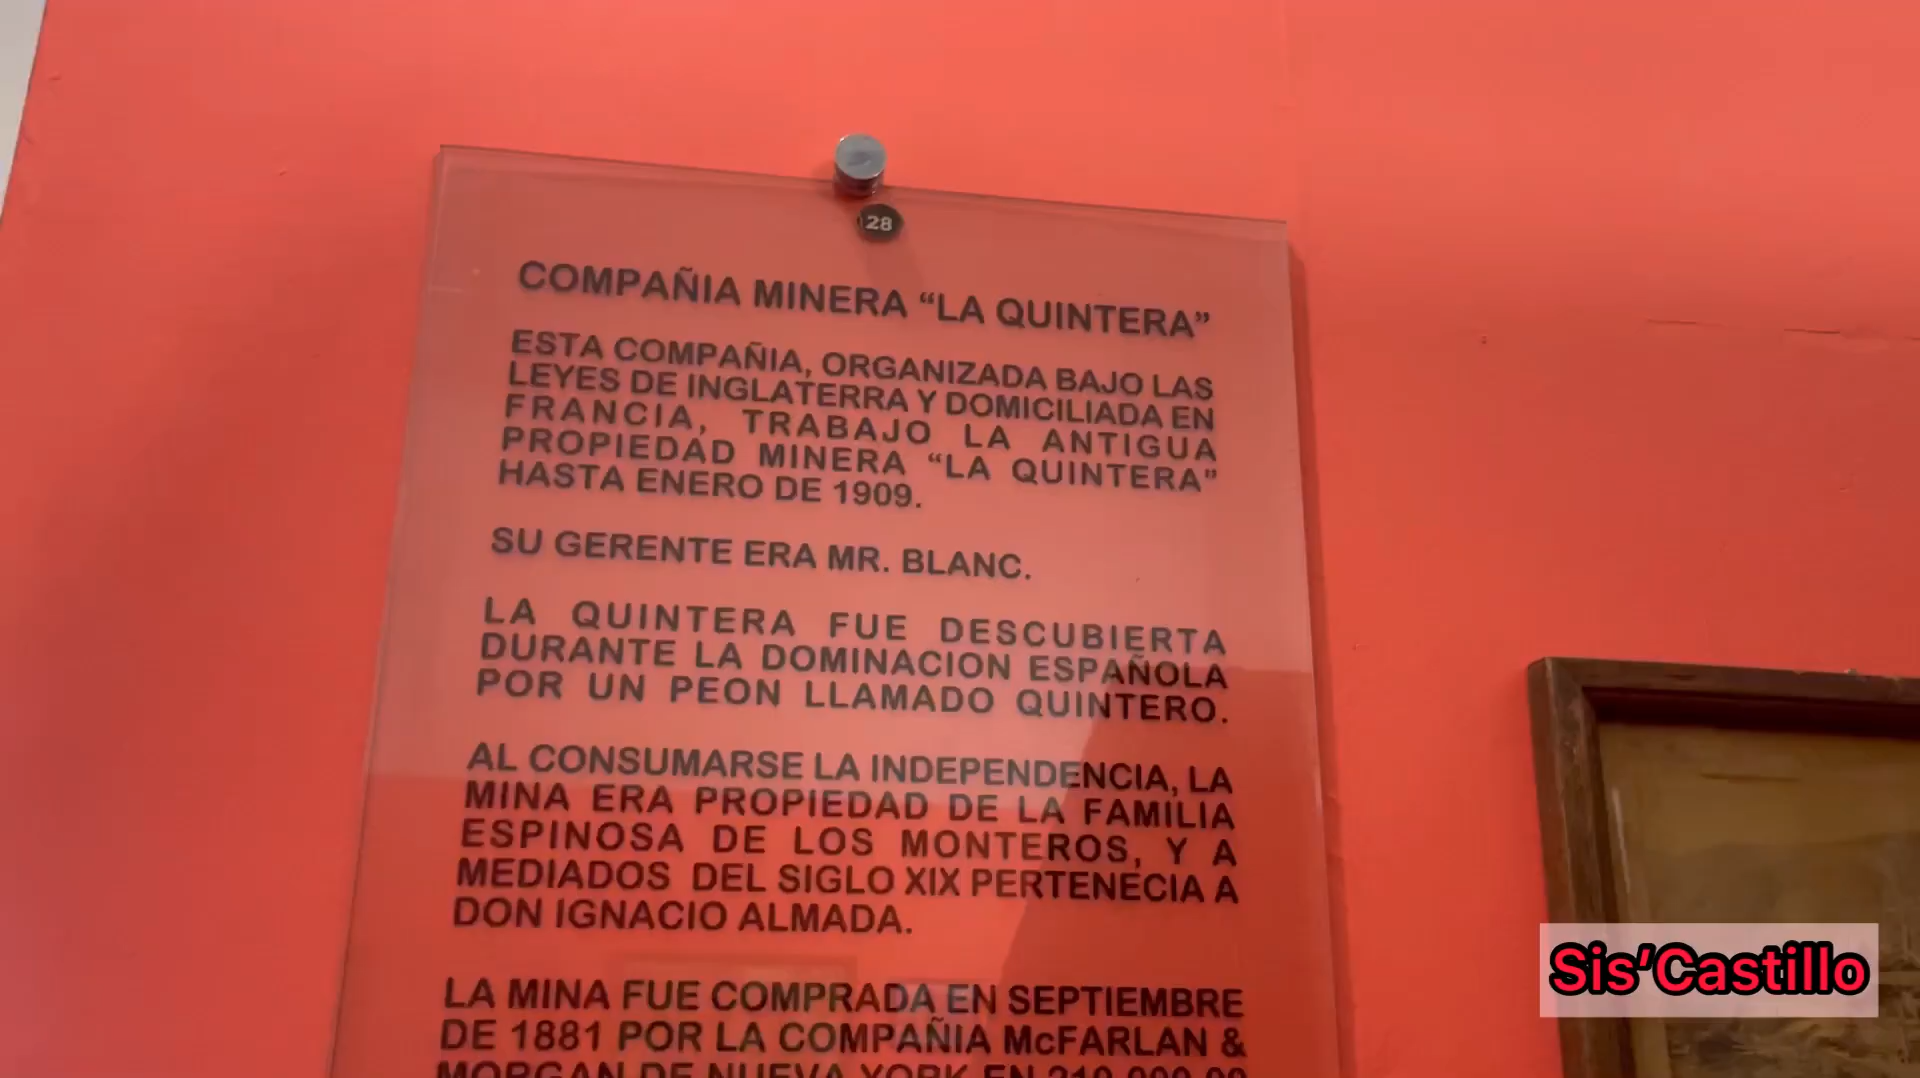 28
COMPAÑIA MINERA “LA QUINTERA”
ESTA COMPAÑIA, ORGANIZADA BAJO LAS
LEYES DE INGLATERRA Y DOMICILIADA EN
FRANCIA, TRABAJO LA ANTIGUA
PROPIEDAD MINERA “LA QUINTERA”
HASTA ENERO DE 1909.
SU GERENTE ERA MR. BLANC.
LA QUINTERA FUE DESCUBIERTA
DURANTE LA DOMINACION ESPAÑOLA
POR UN PEON LLAMADO QUINTERO.
AL CONSUMARSE LA INDEPENDENCIA, LA
MINA ERA PROPIEDAD DE LA FAMILIA
ESPINOSA DE LOS MONTEROS, Y A
MEDIADOS DEL SIGLO XIX PERTENECIA A
DON IGNACIO ALMADA.
LA MINA FUE COMPRADA EN SEPTIEMBRE
DE 1881 POR LA COMPAÑIA McFARLAN &
MORGAN DE NUEVA YORK EN
Sis’Castillo